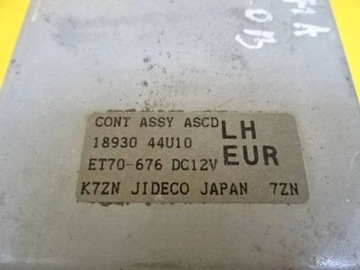 CONT ASSY ASCD LH
18930 44U10
ET70-676 DC12V EUR
K7ZN JIDECO JAPAN 7ZN